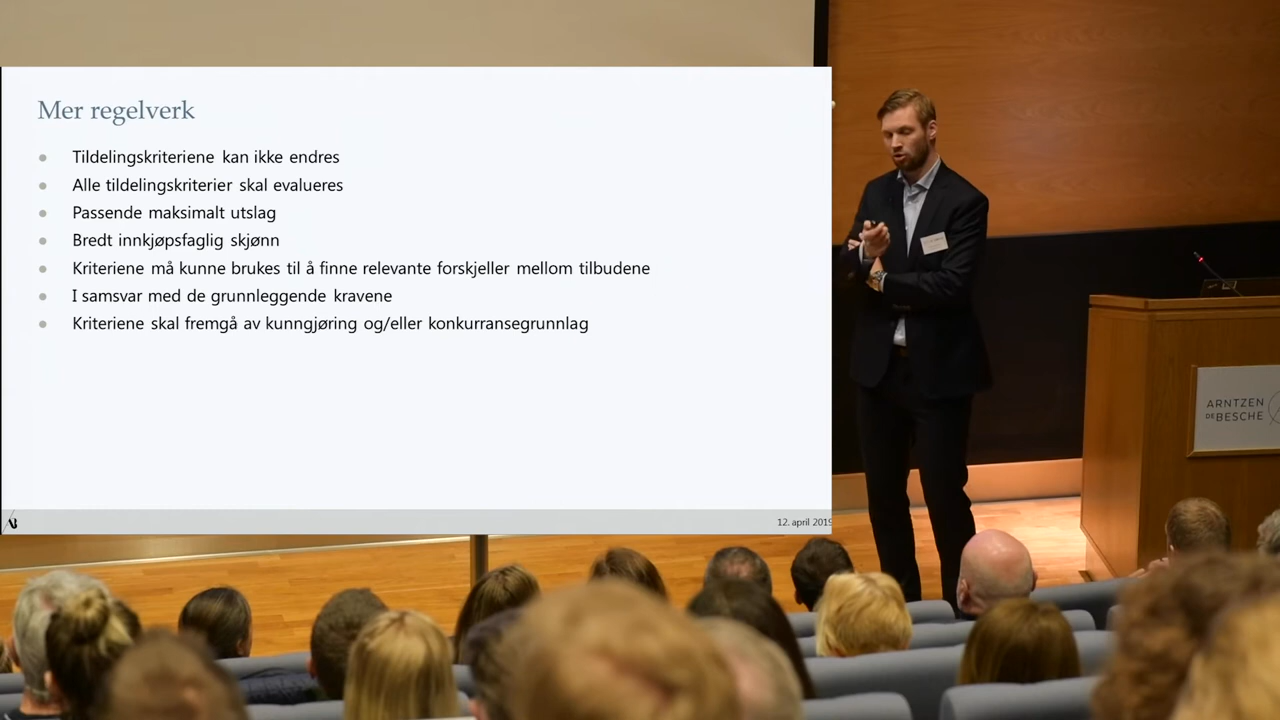 Mer regelverk
Tildelingskriteriene kan ikke endres
Alle tildelingskriterier skal evalueres
Passende maksimalt utslag
Bredt innkjøpsfaglig skjønn
Kriteriene må kunne brukes til å finne relevante forskjeller mellom tilbudene
I samsvar med de grunnleggende kravene
Kriteriene skal fremgå av kunngjøring og/eller konkurransegrunnlag
12. april 2019
ARNTZEN
DEBESCHE